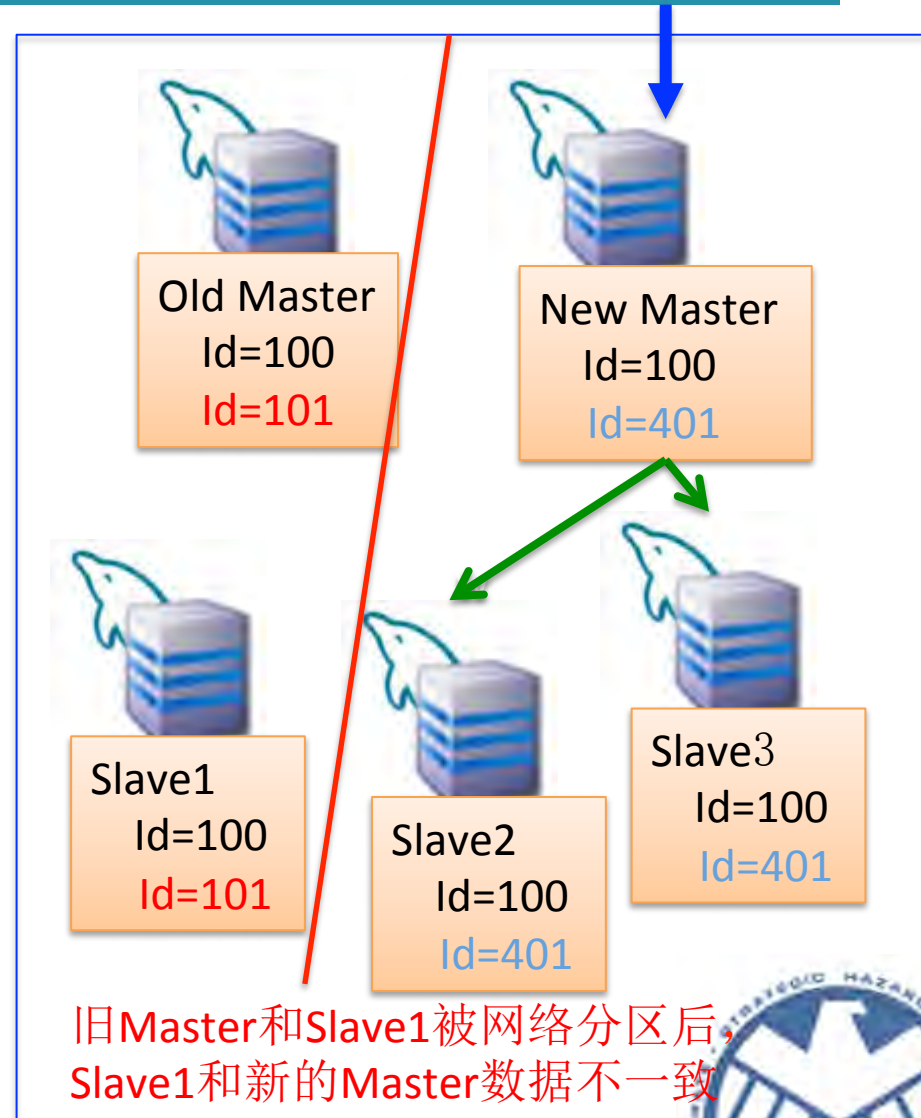 Old Master
Id=100
Id=101
New Master
Id=100
Id=401
Slave1
Id=100
Id=101
Slave2
Id=100
Id=401
Slave3
Id=100
Id=401
旧Master和Slave1被网络分区后，
Slave1和新的Master数据不一致